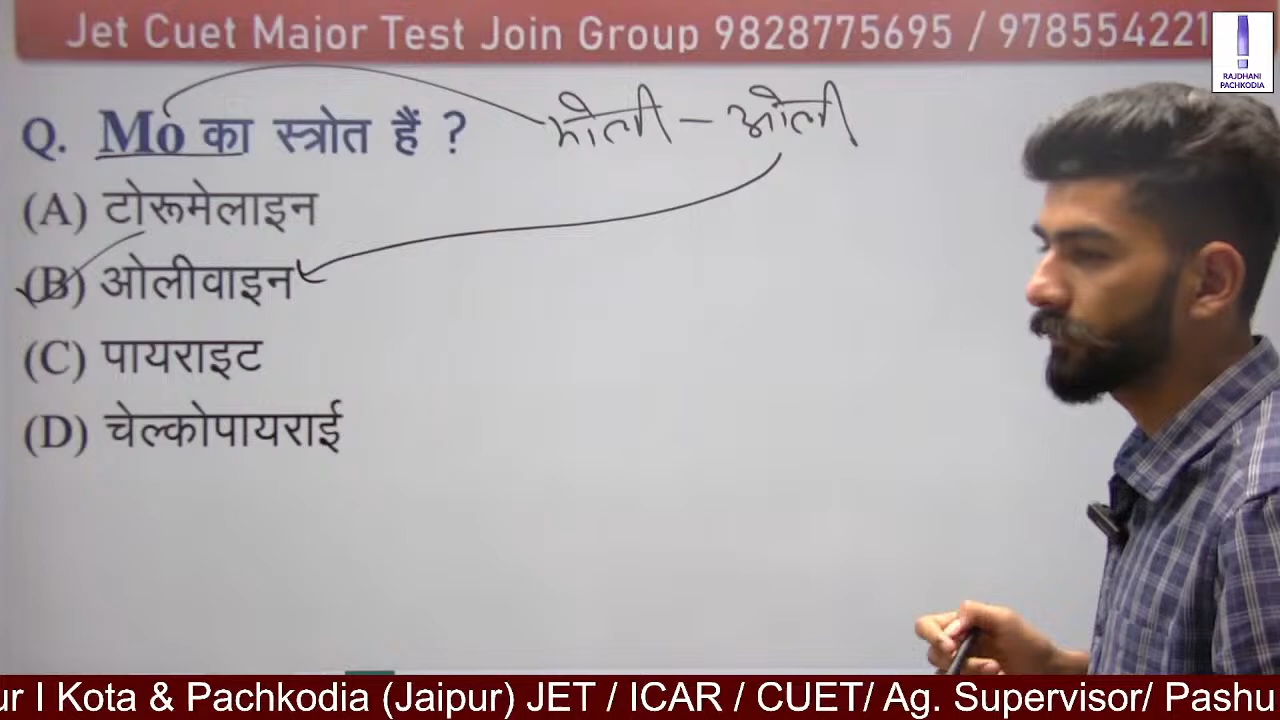 Jet Cuet Major Test Join Group 9828775695 / 978554221
RAJDHANI
PACHKODIA
Q. Mo का स्त्रोत हैं ?
मोली - ओली
(A) टोरूमेलाइन
(B) ओलीवाइन
(C) पायराइट
(D) चेल्कोपायराई
ur I Kota & Pachkodia (Jaipur) JET / ICAR / CUET/ Ag. Supervisor/ Pashu